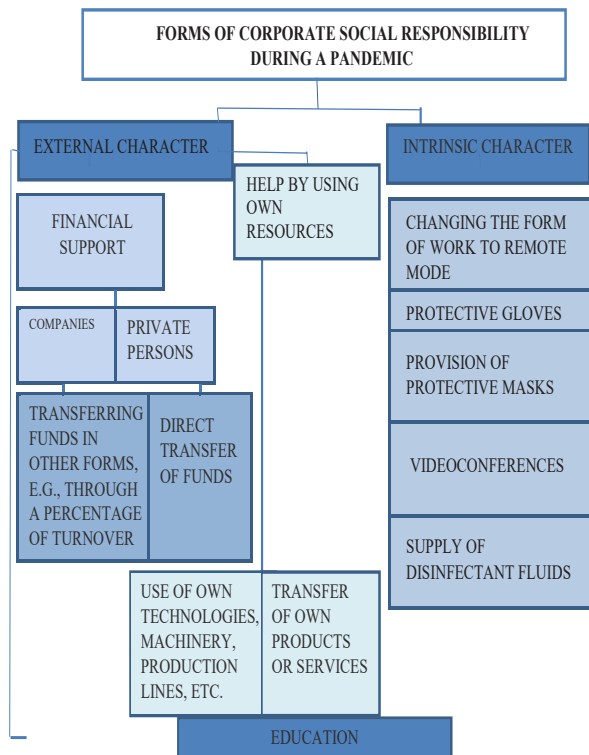 FORMS OF CORPORATE SOCIAL RESPONSIBILITY
DURING A PANDEMIC
EXTERNAL CHARACTER
INTRINSIC CHARACTER
HELP BY USING
OWN
RESOURCES
FINANCIAL
SUPPORT
COMPANIES
PRIVATE
PERSONS
TRANSFERRING
FUNDS IN
OTHER FORMS,
E.G., THROUGH
A PERCENTAGE
OF TURNOVER
DIRECT
TRANSFER
OF FUNDS
CHANGING THE FORM
OF WORK TO REMOTE
MODE
PROTECTIVE GLOVES
PROVISION OF
PROTECTIVE MASKS
VIDEOCONFERENCES
SUPPLY OF
DISINFECTANT FLUIDS
USE OF OWN
TECHNOLOGIES,
MACHINERY,
PRODUCTION
LINES, ETC.
TRANSFER
OF OWN
PRODUCTS
OR SERVICES
EDUCATION